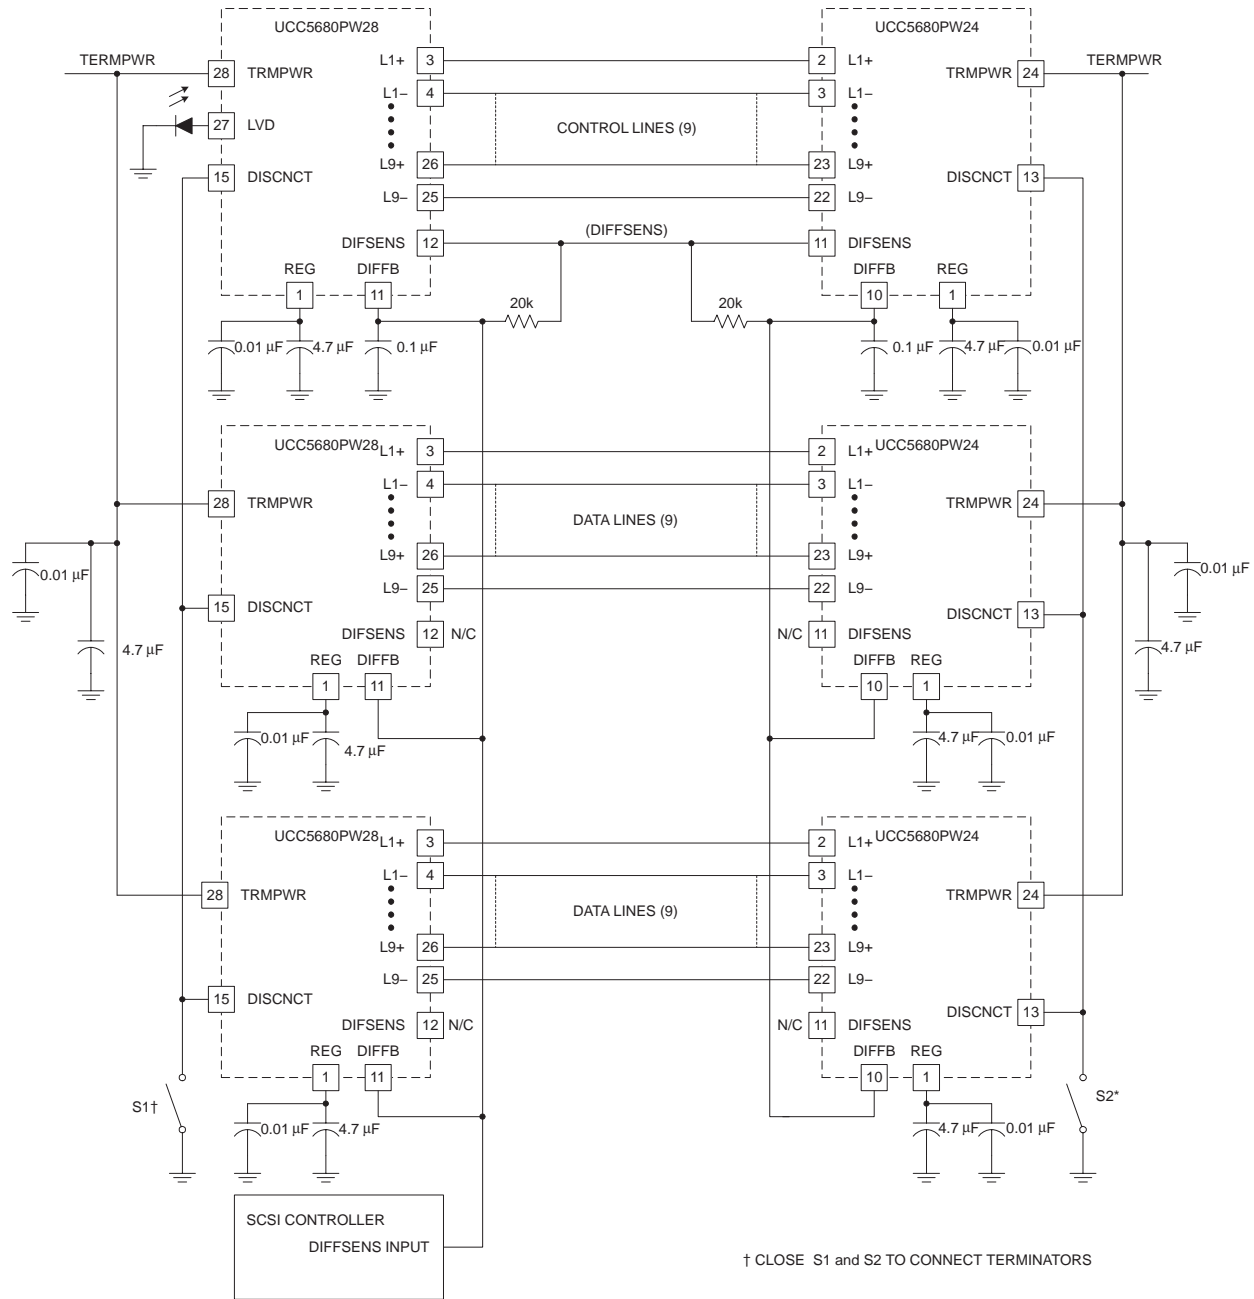 UCC5680PW28 UCC5680PW24
TERMPWR 28 TRMPWR L1+ 3 2 L1+ TRMPWR 24 TERMPWR
L1– 4 3 L1–
27 LVD CONTROL LINES (9)
L9+ 26 23 L9+
15 DISCNCT DISCNCT 13
L9– 25 22 L9–
(DIFFSENS)
DIFSENS 12 11 DIFSENS
REG DIFFB DIFFB REG
1 11 10 1
20k 20k
0.01 µF 4.7 µF 0.1 µF 0.1 µF 4.7 µF 0.01 µF
UCC5680PW28 L1+ 3 2 L1+ UCC5680PW24
L1– 4 3 L1–
28 TRMPWR TRMPWR 24
DATA LINES (9)
L9+ 26 23 L9+
0.01 µF 0.01 µF
L9– 25 22 L9–
15 DISCNCT DISCNCT 13
DIFSENS 12 N/C N/C 11 DIFSENS
4.7 µF 4.7 µF
REG DIFFB DIFFB REG
1 11 10 1
0.01 µF 4.7 µF 4.7 µF 0.01 µF
UCC5680PW28 L1+ 3 2 L1+ UCC5680PW24
L1– 4 3 L1–
28 TRMPWR TRMPWR 24
DATA LINES (9)
L9+ 26 23 L9+
L9– 25 22 L9–
15 DISCNCT DISCNCT 13
DIFSENS 12 N/C N/C 11 DIFSENS
REG DIFFB DIFFB REG
1 11 10 1
S1† S2*
0.01 µF 4.7 µF 4.7 µF 0.01 µF
SCSI CONTROLLER
DIFFSENS INPUT
† CLOSE S1 and S2 TO CONNECT TERMINATORS